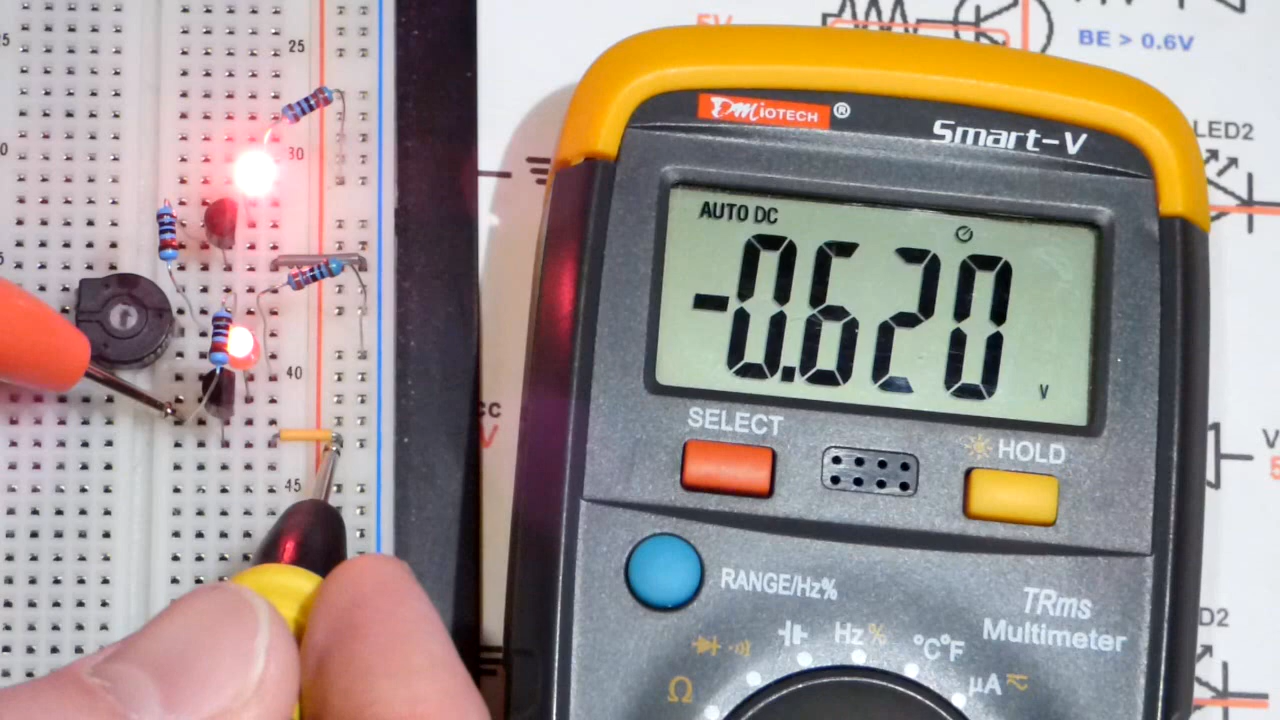 25
30
40
45
5V
BE > 0.6V
LED2
DMiOTECH ®
Smart-V
AUTO DC
-0.620
V
SELECT
HOLD
RANGE/Hz%
TRms
Multimeter
Hz %
°C°F
Ω
µA
D2